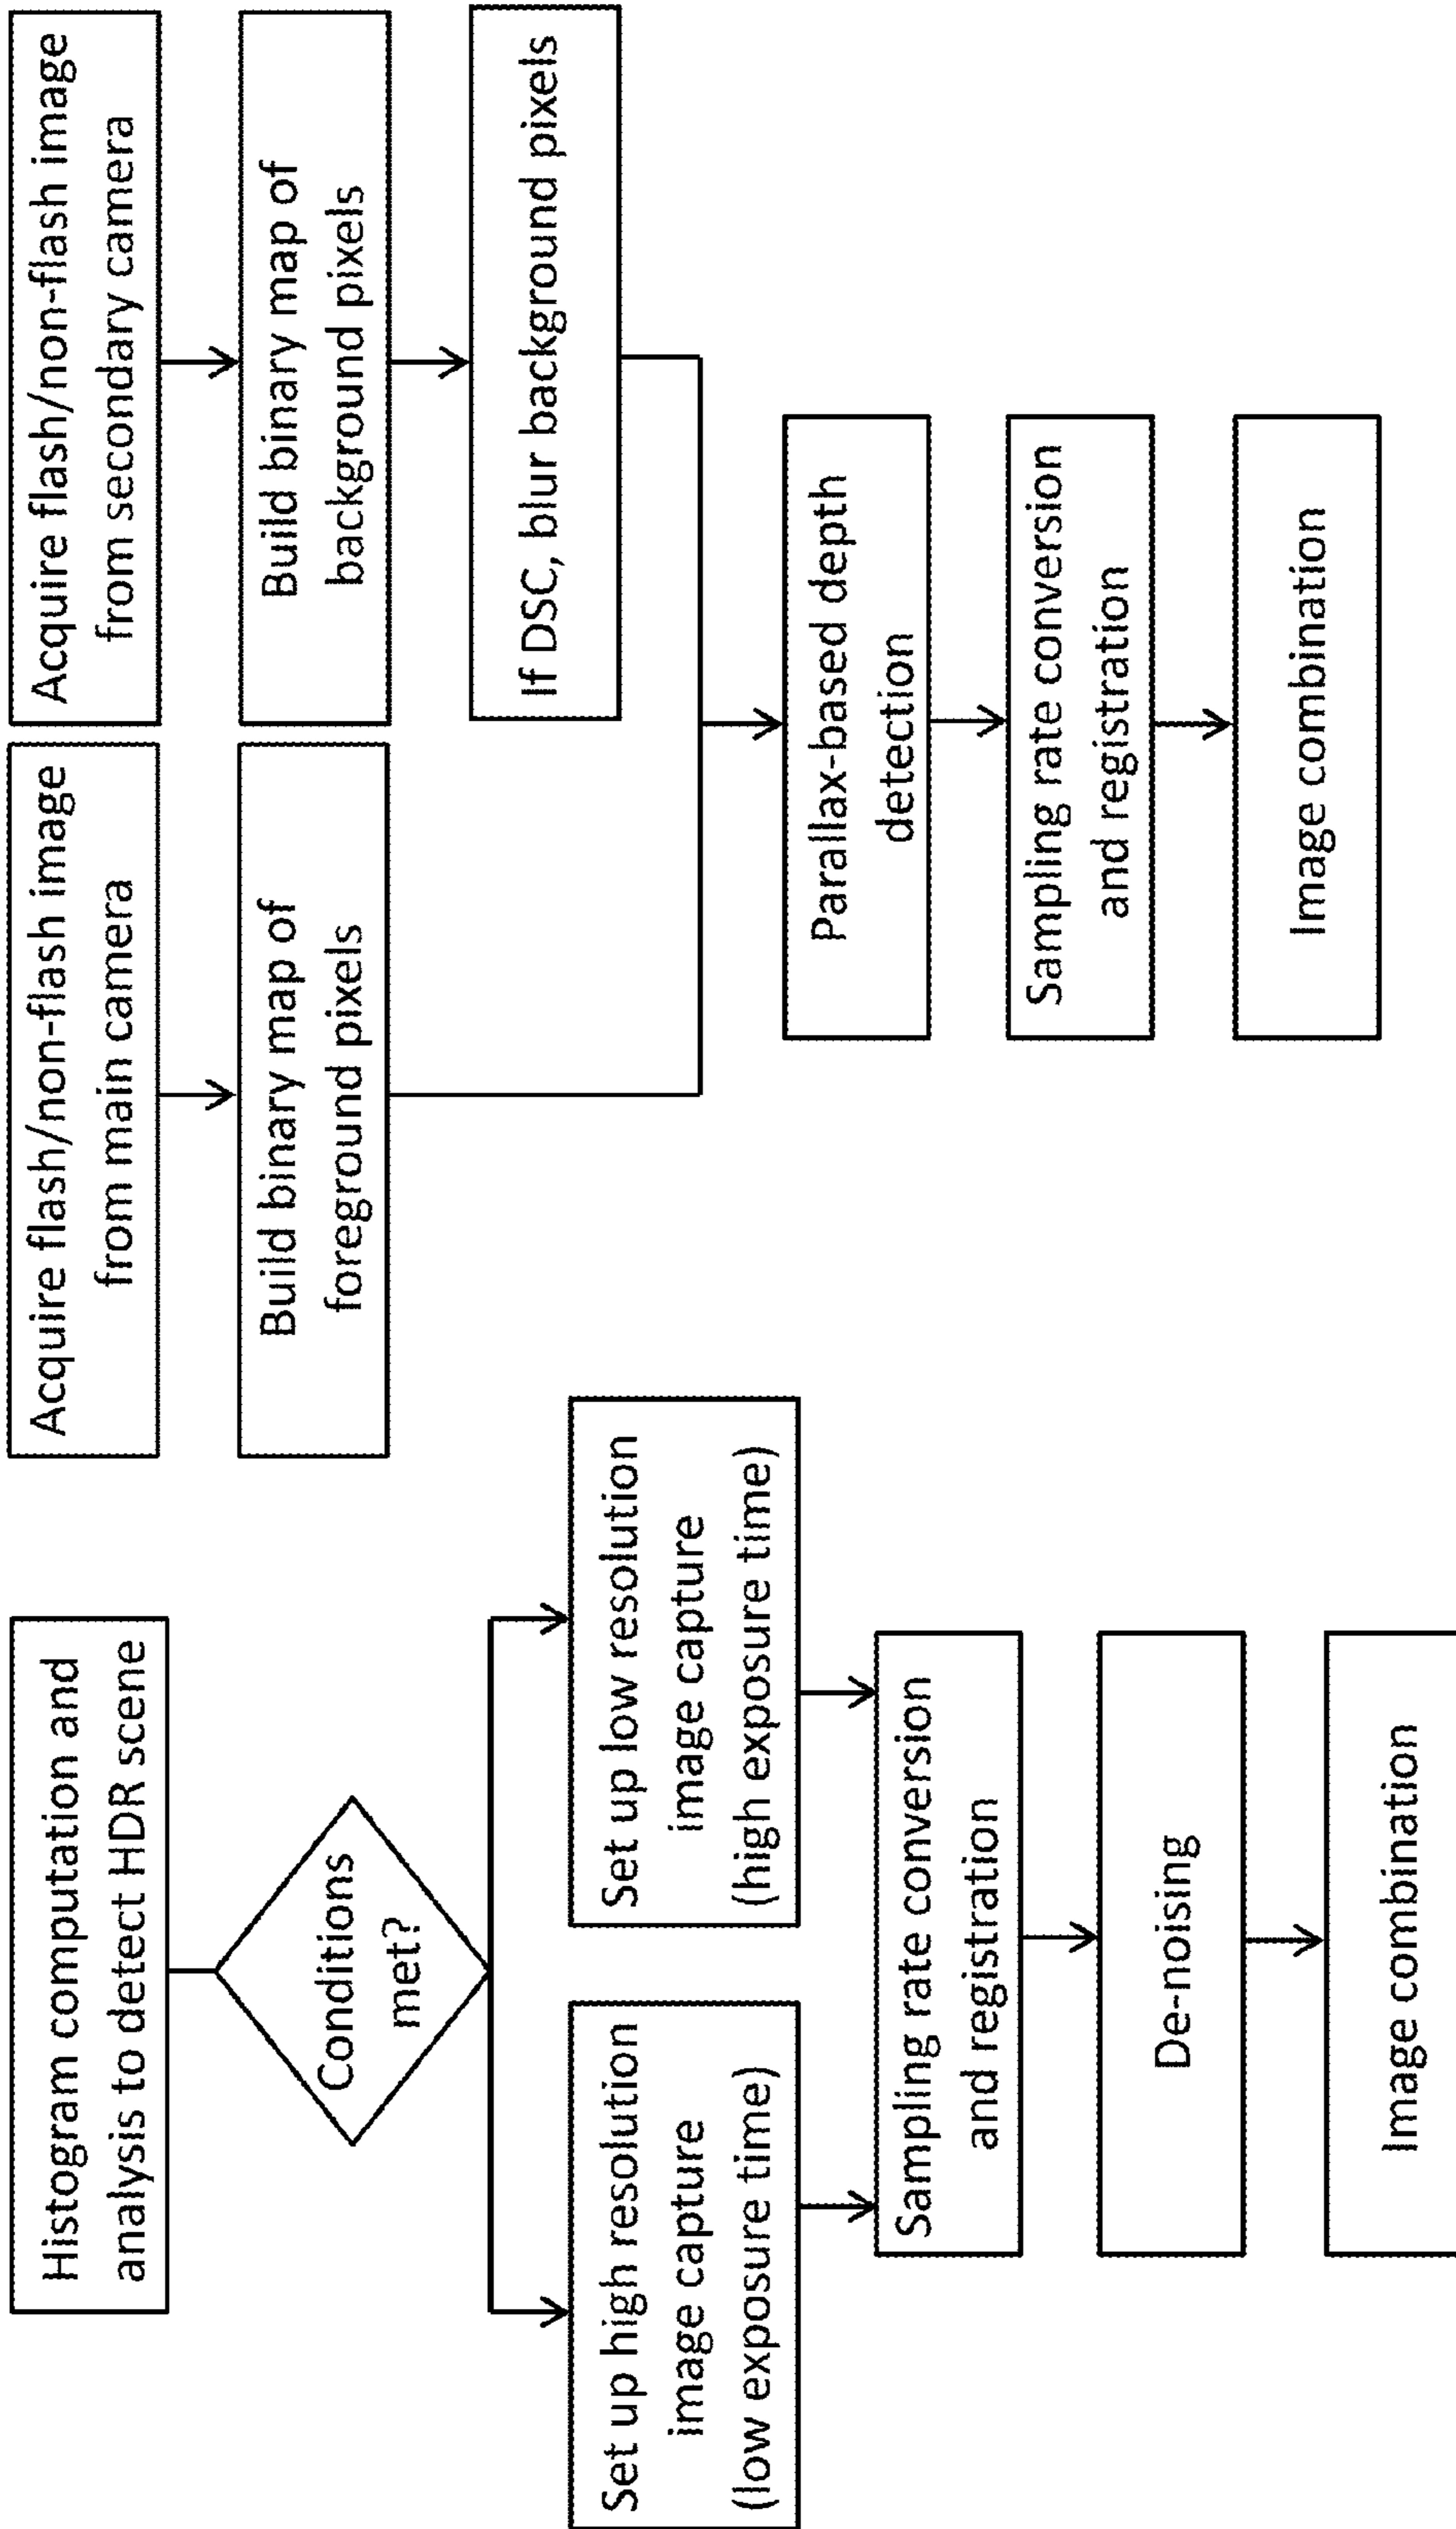 Histogram computation and
analysis to detect HDR scene
Conditions
met?
Set up high resolution
image capture
(low exposure time)
Set up low resolution
image capture
(high exposure time)
Sampling rate conversion
and registration
De-noising
Image combination
Acquire flash/non-flash image
from main camera
Build binary map of
foreground pixels
Acquire flash/non-flash image
from secondary camera
Build binary map of
background pixels
If DSC, blur background pixels
Parallax-based depth
detection
Sampling rate conversion
and registration
Image combination